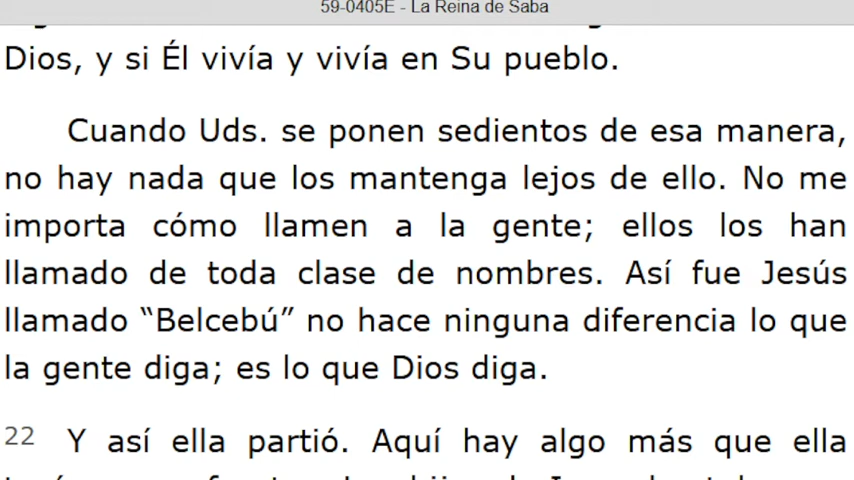 59-0405E - La Reina de Saba
Dios, y si Él vivía y vivía en Su pueblo.
Cuando Uds. se ponen sedientos de esa manera,
no hay nada que los mantenga lejos de ello. No me
importa cómo llamen a la gente; ellos los han
llamado de toda clase de nombres. Así fue Jesús
llamado “Belcebú” no hace ninguna diferencia lo que
la gente diga; es lo que Dios diga.
22 Y así ella partió. Aquí hay algo más que ella